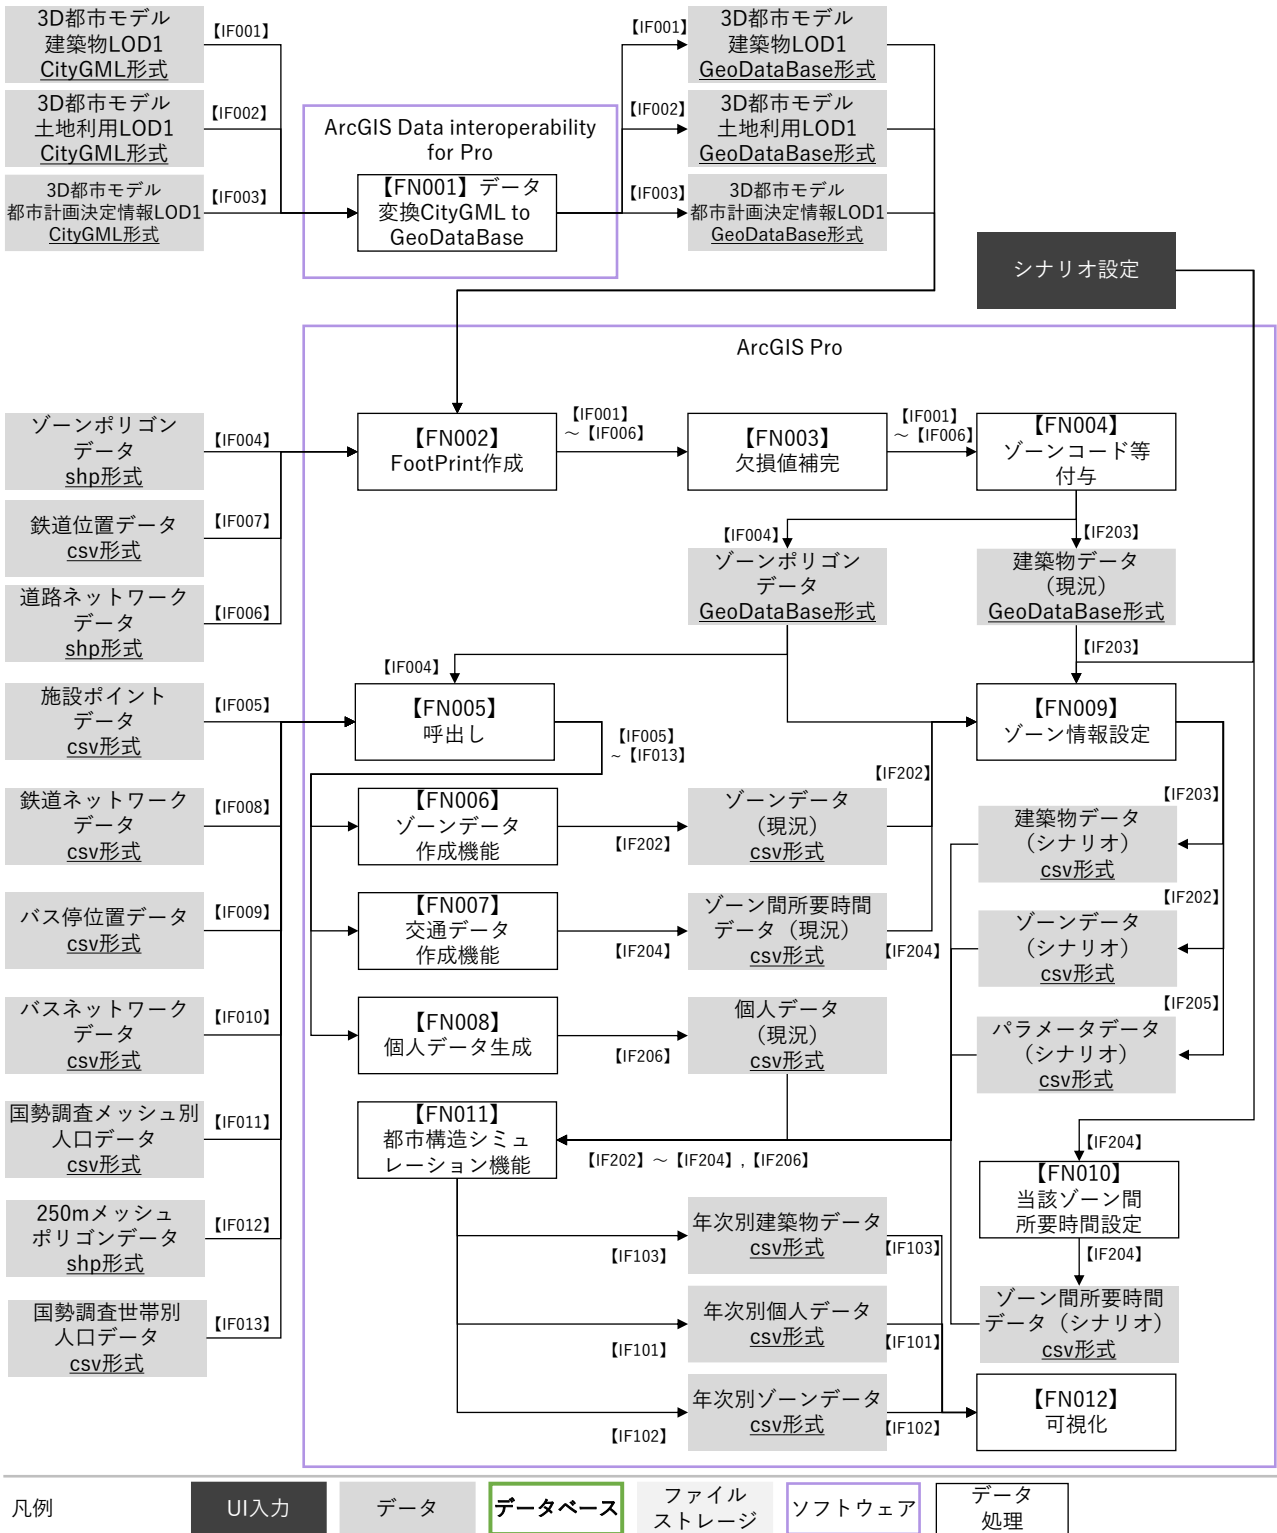 3D都市モデル
建築物LOD1
CityGML形式
【IF001】
3D都市モデル
土地利用LOD1
CityGML形式
【IF002】
3D都市モデル
都市計画決定情報LOD1
CityGML形式
【IF003】
ArcGIS Data interoperability
for Pro
【FN001】データ
変換CityGML to
GeoDataBase
【IF001】
3D都市モデル
建築物LOD1
GeoDataBase形式
【IF002】
3D都市モデル
土地利用LOD1
GeoDataBase形式
【IF003】
3D都市モデル
都市計画決定情報LOD1
GeoDataBase形式
シナリオ設定
ArcGIS Pro
ゾーンポリゴン
データ
shp形式
【IF004】
鉄道位置データ
csv形式
【IF007】
道路ネットワーク
データ
shp形式
【IF006】
【FN002】
FootPrint作成
【IF001】
～【IF006】
【FN003】
欠損値補完
【IF001】
～【IF006】
【FN004】
ゾーンコード等
付与
【IF004】
ゾーンポリゴン
データ
GeoDataBase形式
【IF203】
建築物データ
（現況）
GeoDataBase形式
【IF203】
【IF004】
施設ポイント
データ
csv形式
【IF005】
【FN005】
呼出し
【IF005】
~【IF013】
【FN009】
ゾーン情報設定
鉄道ネットワーク
データ
csv形式
【IF008】
【FN006】
ゾーンデータ
作成機能
【IF202】
ゾーンデータ
（現況）
csv形式
【IF202】
【IF203】
建築物データ
（シナリオ）
csv形式
バス停位置データ
csv形式
【IF009】
【FN007】
交通データ
作成機能
【IF204】
ゾーン間所要時間
データ（現況）
csv形式
【IF204】
【IF202】
ゾーンデータ
（シナリオ）
csv形式
バスネットワーク
データ
csv形式
【IF010】
【FN008】
個人データ生成
【IF206】
個人データ
（現況）
csv形式
【IF205】
パラメータデータ
（シナリオ）
csv形式
国勢調査メッシュ別
人口データ
csv形式
【IF011】
【FN011】
都市構造シミュ
レーション機能
【IF202】～【IF204】,【IF206】
【IF204】
【FN010】
当該ゾーン間
所要時間設定
【IF204】
250mメッシュ
ポリゴンデータ
shp形式
【IF012】
【IF103】
年次別建築物データ
csv形式
【IF103】
国勢調査世帯別
人口データ
csv形式
【IF013】
【IF101】
年次別個人データ
csv形式
【IF101】
ゾーン間所要時間
データ（シナリオ）
csv形式
【IF102】
年次別ゾーンデータ
csv形式
【IF102】
【FN012】
可視化
凡例
UI入力
データ
データベース
ファイル
ストレージ
ソフトウェア
データ
処理